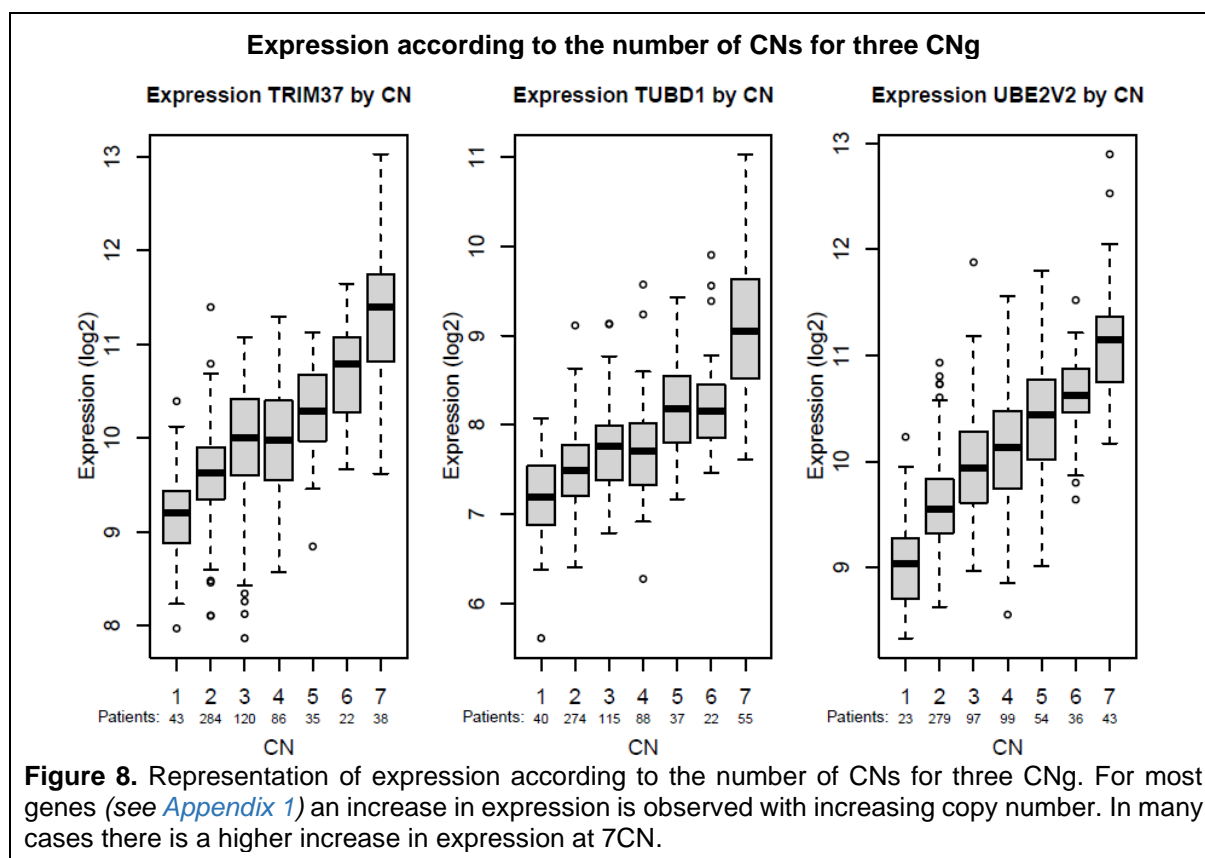 Expression according to the number of CNs for three CNg
Expression TRIM37 by CN
Expression (log2)
13
12
11
10
9
8
1 2 3 4 5 6 7
Patients: 43 284 120 86 35 22 38
CN
Expression TUBD1 by CN
Expression (log2)
11
10
9
8
7
6
1 2 3 4 5 6 7
Patients: 40 274 115 88 37 22 55
CN
Expression UBE2V2 by CN
Expression (log2)
13
12
11
10
9
1 2 3 4 5 6 7
Patients: 23 279 97 99 54 36 43
CN
Figure 8. Representation of expression according to the number of CNs for three CNg. For most
genes (see Appendix 1) an increase in expression is observed with increasing copy number. In many
cases there is a higher increase in expression at 7CN.